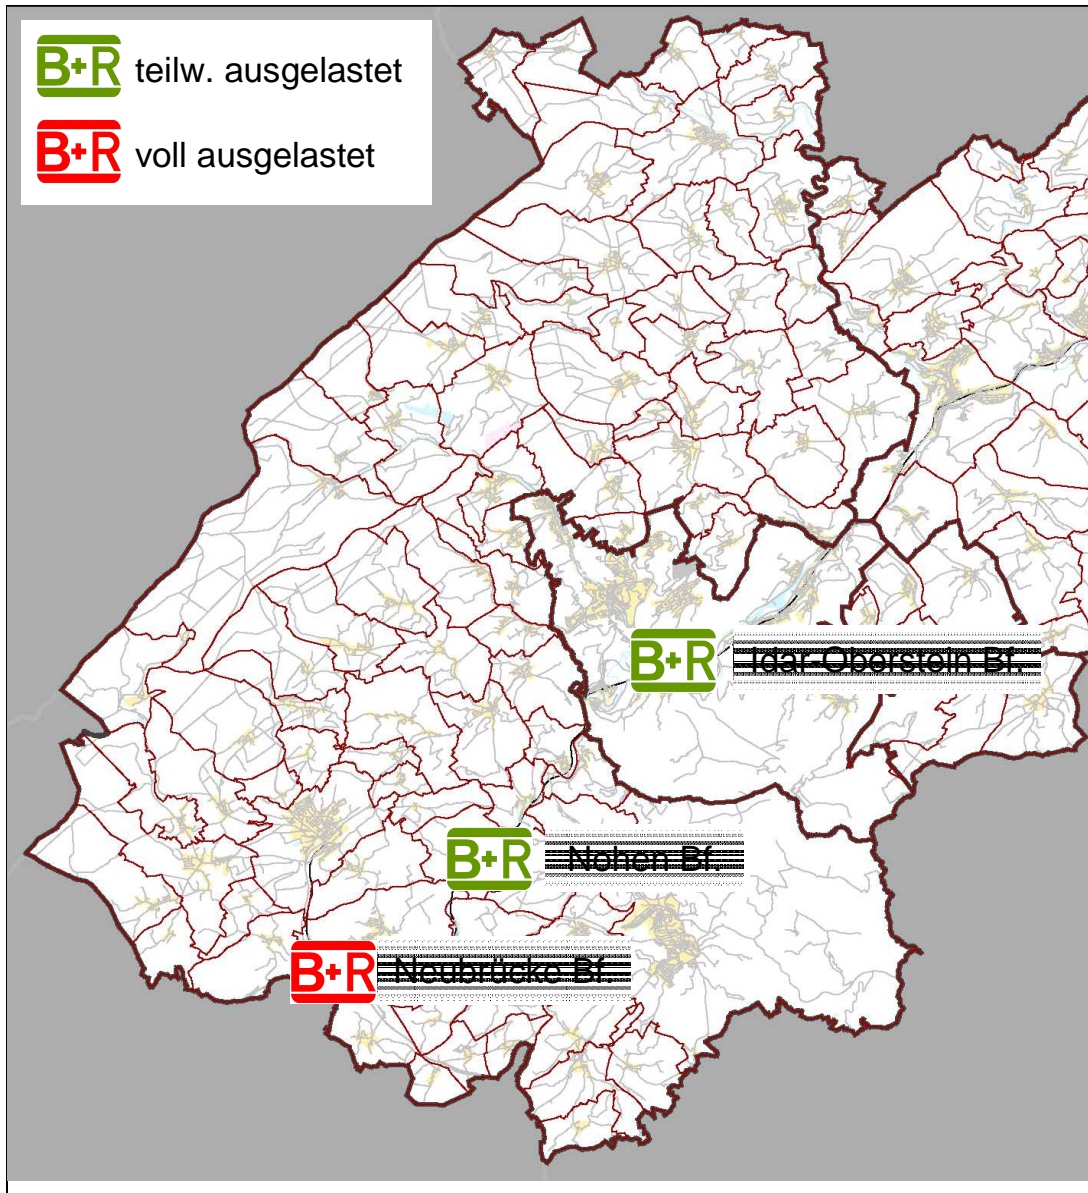 B+R teilw. ausgelastet
B+R voll ausgelastet
B+R Idar-Oberstein Bf.
B+R Nohen Bf.
B+R Neubrücke Bf.